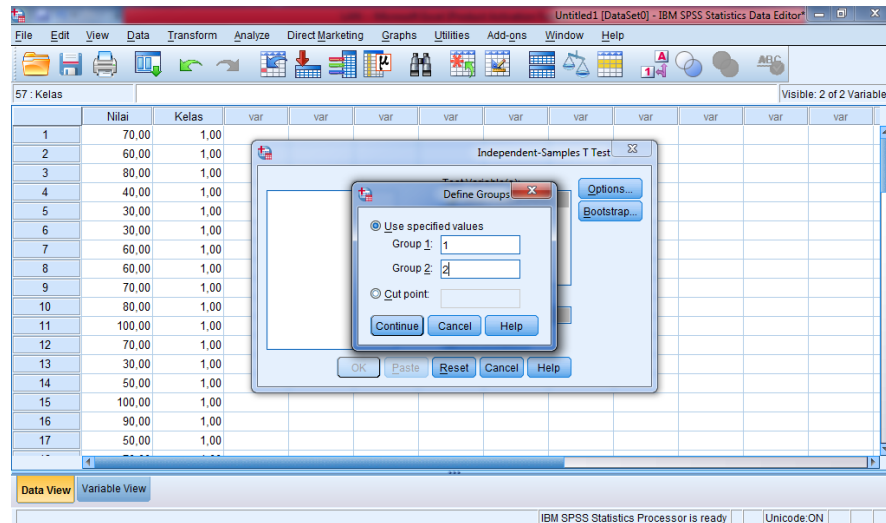 Untitled1 [DataSet0] - IBM SPSS Statistics Data Editor*
File Edit View Data Transform Analyze Direct Marketing Graphs Utilities Add-ons Window Help
57 : Kelas
Visible: 2 of 2 Variable
Nilai Kelas var var var var var var var var var
1 70,00 1,00
2 60,00 1,00
3 80,00 1,00
4 40,00 1,00
5 30,00 1,00
6 30,00 1,00
7 60,00 1,00
8 60,00 1,00
9 70,00 1,00
10 80,00 1,00
11 100,00 1,00
12 70,00 1,00
13 30,00 1,00
14 50,00 1,00
15 100,00 1,00
16 90,00 1,00
17 50,00 1,00
Independent-Samples T Test
Options...
Bootstrap...
Define Groups
Use specified values
Group 1: 1
Group 2: 2
Cut point:
Continue Cancel Help
OK Paste Reset Cancel Help
Data View Variable View
IBM SPSS Statistics Processor is ready Unicode:ON